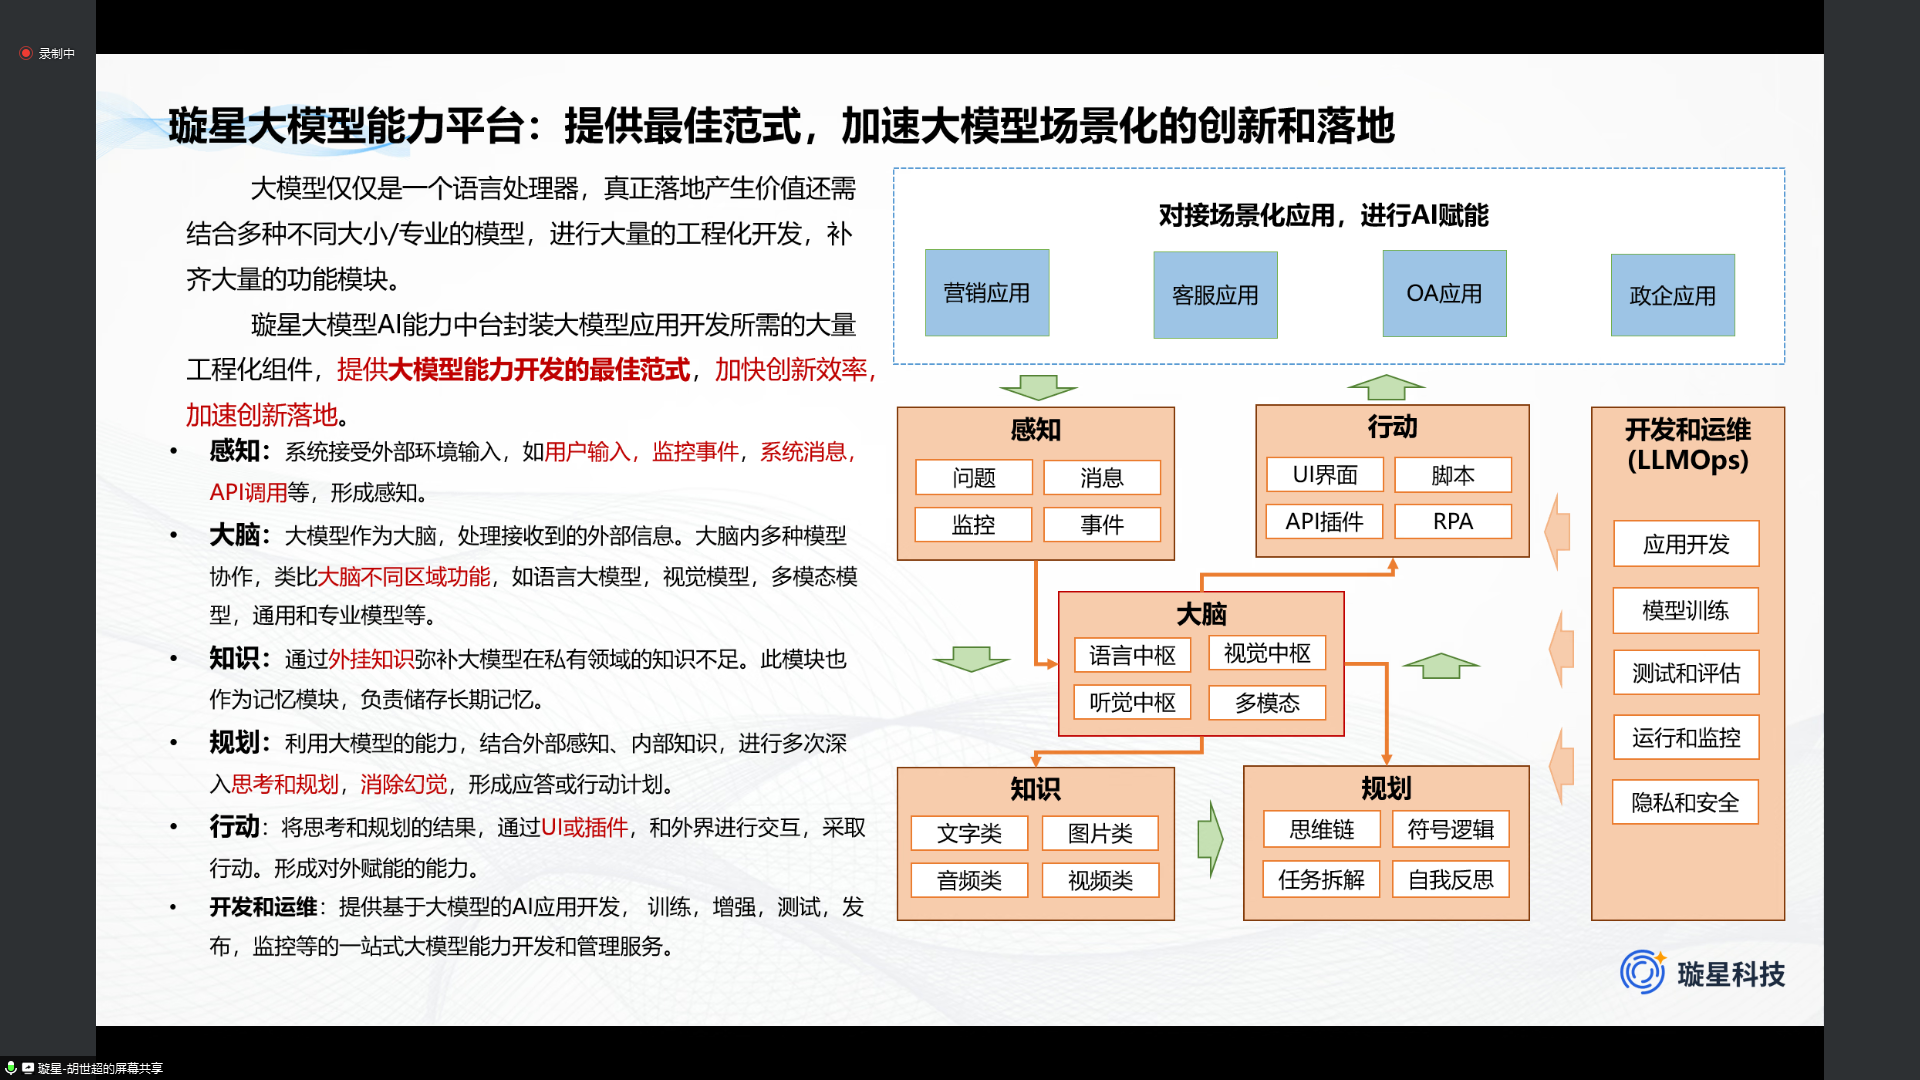 录制中
璇星大模型能力平台：提供最佳范式，加速大模型场景化的创新和落地
大模型仅仅是一个语言处理器，真正落地产生价值还需
结合多种不同大小/专业的模型，进行大量的工程化开发，补
齐大量的功能模块。
璇星大模型AI能力中台封装大模型应用开发所需的大量
工程化组件，提供大模型能力开发的最佳范式，加快创新效率，
加速创新落地。
• 感知：系统接受外部环境输入，如用户输入，监控事件，系统消息，
API调用等，形成感知。
• 大脑：大模型作为大脑，处理接收到的外部信息。大脑内多种模型
协作，类比大脑不同区域功能，如语言大模型，视觉模型，多模态模
型，通用和专业模型等。
• 知识：通过外挂知识弥补大模型在私有领域的知识不足。此模块也
作为记忆模块，负责储存长期记忆。
• 规划：利用大模型的能力，结合外部感知、内部知识，进行多次深
入思考和规划，消除幻觉，形成应答或行动计划。
• 行动：将思考和规划的结果，通过UI或插件，和外界进行交互，采取
行动。形成对外赋能的能力。
• 开发和运维：提供基于大模型的AI应用开发， 训练，增强，测试，发
布，监控等的一站式大模型能力开发和管理服务。
对接场景化应用，进行AI赋能
营销应用
客服应用
OA应用
政企应用
感知
问题
消息
监控
事件
行动
UI界面
脚本
API插件
RPA
大脑
语言中枢
视觉中枢
听觉中枢
多模态
知识
文字类
图片类
音频类
视频类
规划
思维链
符号逻辑
任务拆解
自我反思
开发和运维
(LLMOps)
应用开发
模型训练
测试和评估
运行和监控
隐私和安全
璇星科技
璇星-胡世超的屏幕共享